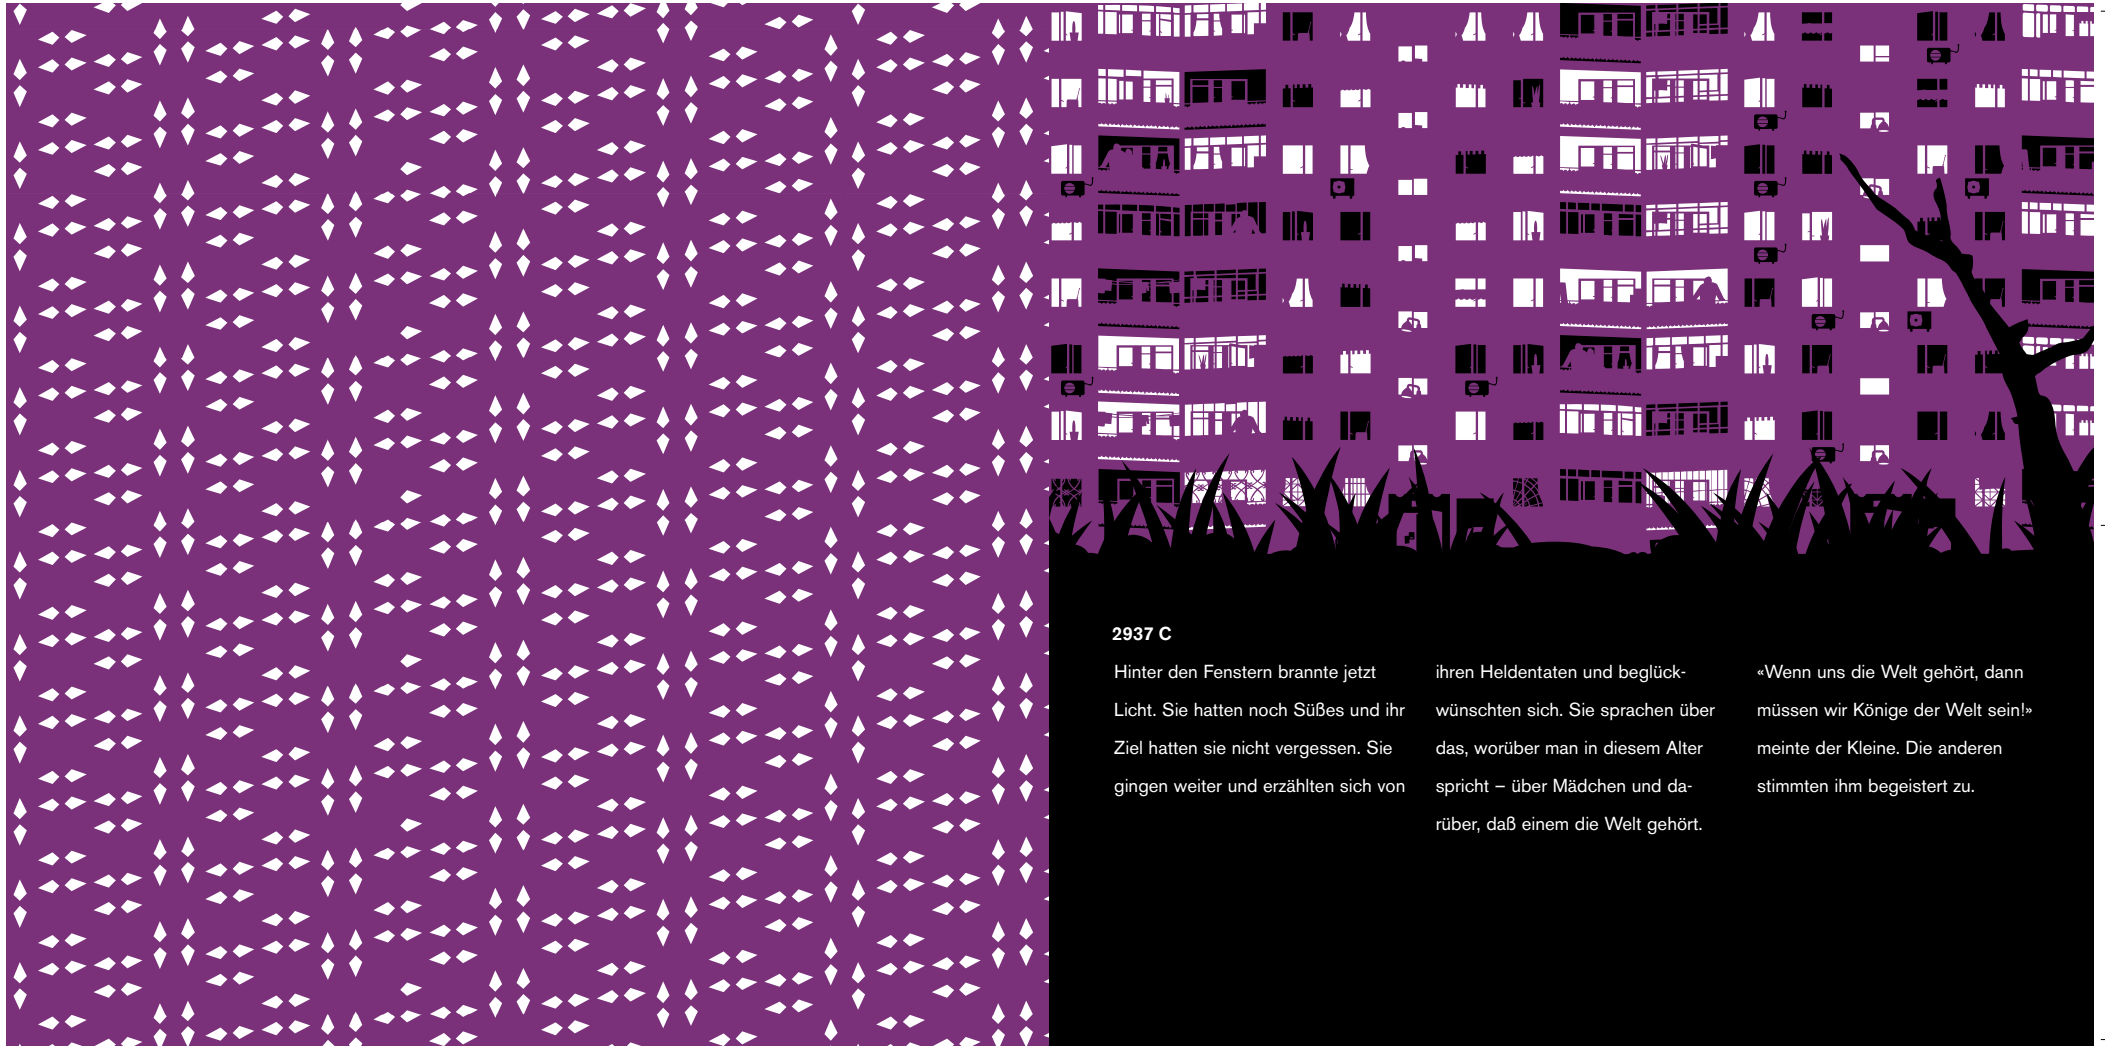 2937 C
Hinter den Fenstern brannte jetzt
Licht. Sie hatten noch Süßes und ihr
Ziel hatten sie nicht vergessen. Sie
gingen weiter und erzählten sich von
ihren Heldentaten und beglück-
wünschten sich. Sie sprachen über
das, worüber man in diesem Alter
spricht – über Mädchen und da-
rüber, daß einem die Welt gehört.
«Wenn uns die Welt gehört, dann
müssen wir Könige der Welt sein!»
meinte der Kleine. Die anderen
stimmten ihm begeistert zu.